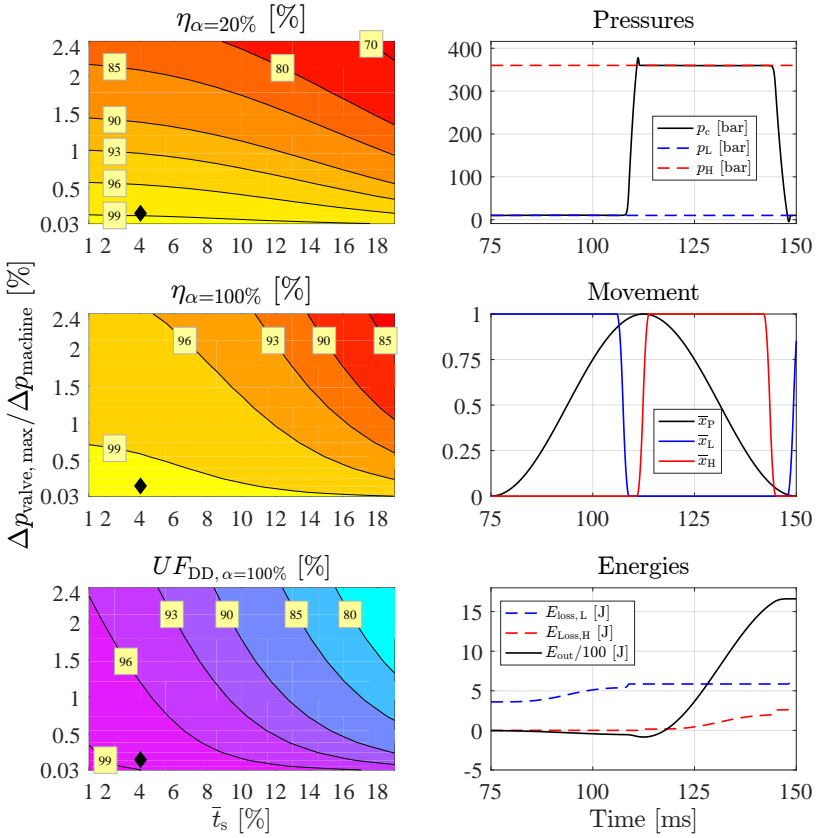 η_{α=20%} [%]
2.4
2
1.5
1
0.5
0.03
85
80
70
90
93
96
99
1 2 4 6 8 10 12 14 16 18
Pressures
400
300
200
100
0
p_c [bar]
p_L [bar]
p_H [bar]
75 100 125 150
Δp_{valve, max}/Δp_{machine} [%]
η_{α=100%} [%]
2.4
2
1.5
1
0.5
0.03
96
93
90
85
99
1 2 4 6 8 10 12 14 16 18
Movement
1
0.75
0.5
0.25
0
x̅_P
x̅_L
x̅_H
75 100 125 150
UF_{DD, α=100%} [%]
2.4
2
1.5
1
0.5
0.03
93
90
85
80
96
99
1 2 4 6 8 10 12 14 16 18
t̅_s [%]
Energies
15
10
5
0
-5
E_{loss, L} [J]
E_{Loss,H} [J]
E_{out}/100 [J]
75 100 125 150
Time [ms]